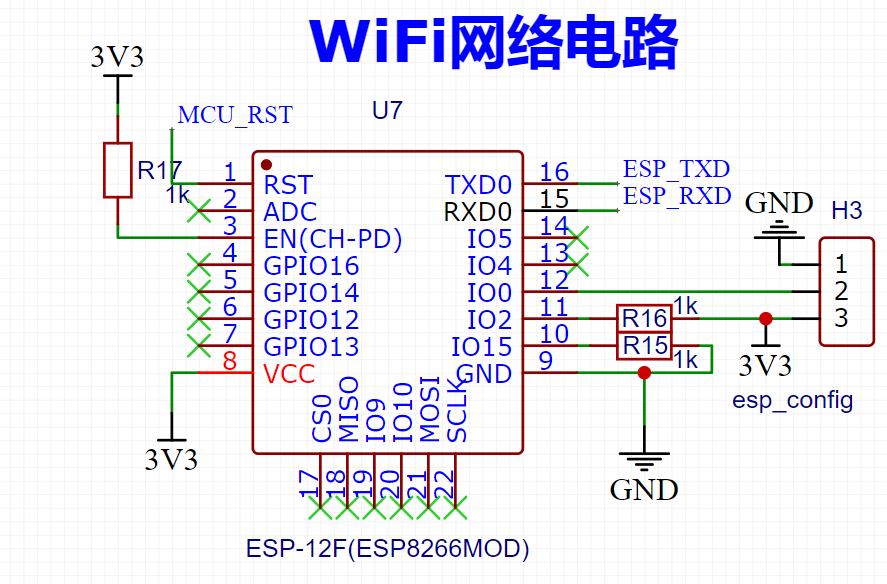 WiFi网络电路
3V3
MCU_RST
U7
R17
1k
1
RST
2
ADC
3
EN(CH-PD)
4
GPIO16
5
GPIO14
6
GPIO12
7
GPIO13
8
VCC
3V3
TXD0
16
ESP_TXD
RXD0
15
ESP_RXD
IO5
14
IO4
13
IO0
12
IO2
11
R16
1k
IO15
10
R15
1k
GND
9
GND
H3
1
2
3
3V3
esp_config
GND
CS0
MISO
IO9
IO10
MOSI
SCLK
17
18
19
20
21
22
ESP-12F(ESP8266MOD)